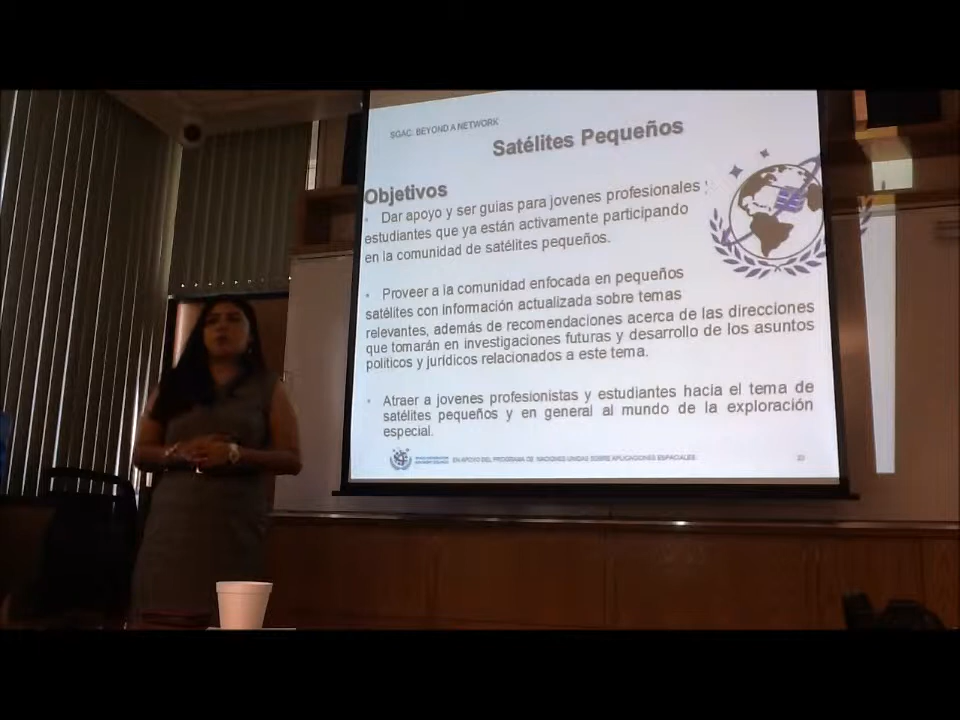 SGAC: BEYOND A NETWORK
Satélites Pequeños
Objetivos
• Dar apoyo y ser guias para jovenes profesionales
estudiantes que ya están activamente participando
en la comunidad de satélites pequeños.
• Proveer a la comunidad enfocada en pequeños
satélites con información actualizada sobre temas
relevantes, además de recomendaciones acerca de las direcciones
que tomarán en investigaciones futuras y desarrollo de los asuntos
políticos y jurídicos relacionados a este tema.
• Atraer a jovenes profesionistas y estudiantes hacia el tema de
satélites pequeños y en general al mundo de la exploración
especial.
EN APOYO DEL PROGRAMA DE NACIONES UNIDAS SOBRE APLICACIONES ESPACIALES